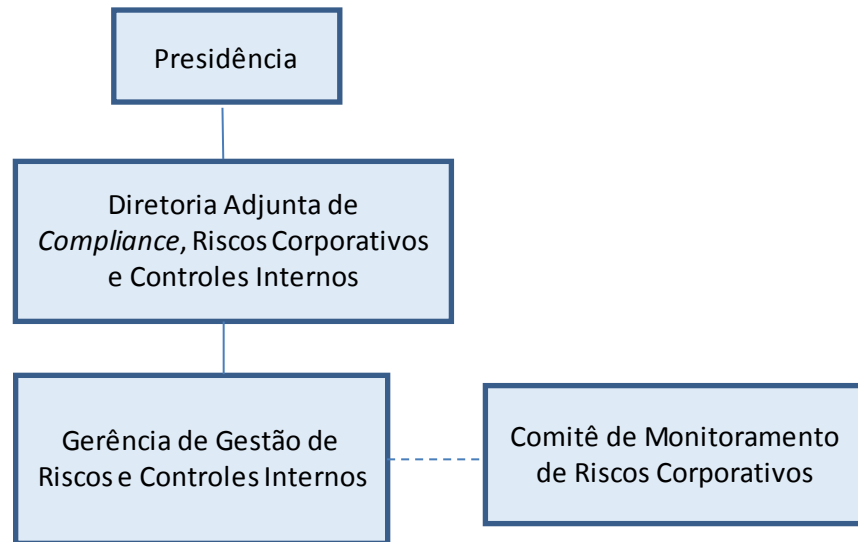 Presidência
Diretoria Adjunta de
Compliance, Riscos Corporativos
e Controles Internos
Gerência de Gestão de
Riscos e Controles Internos
Comitê de Monitoramento
de Riscos Corporativos